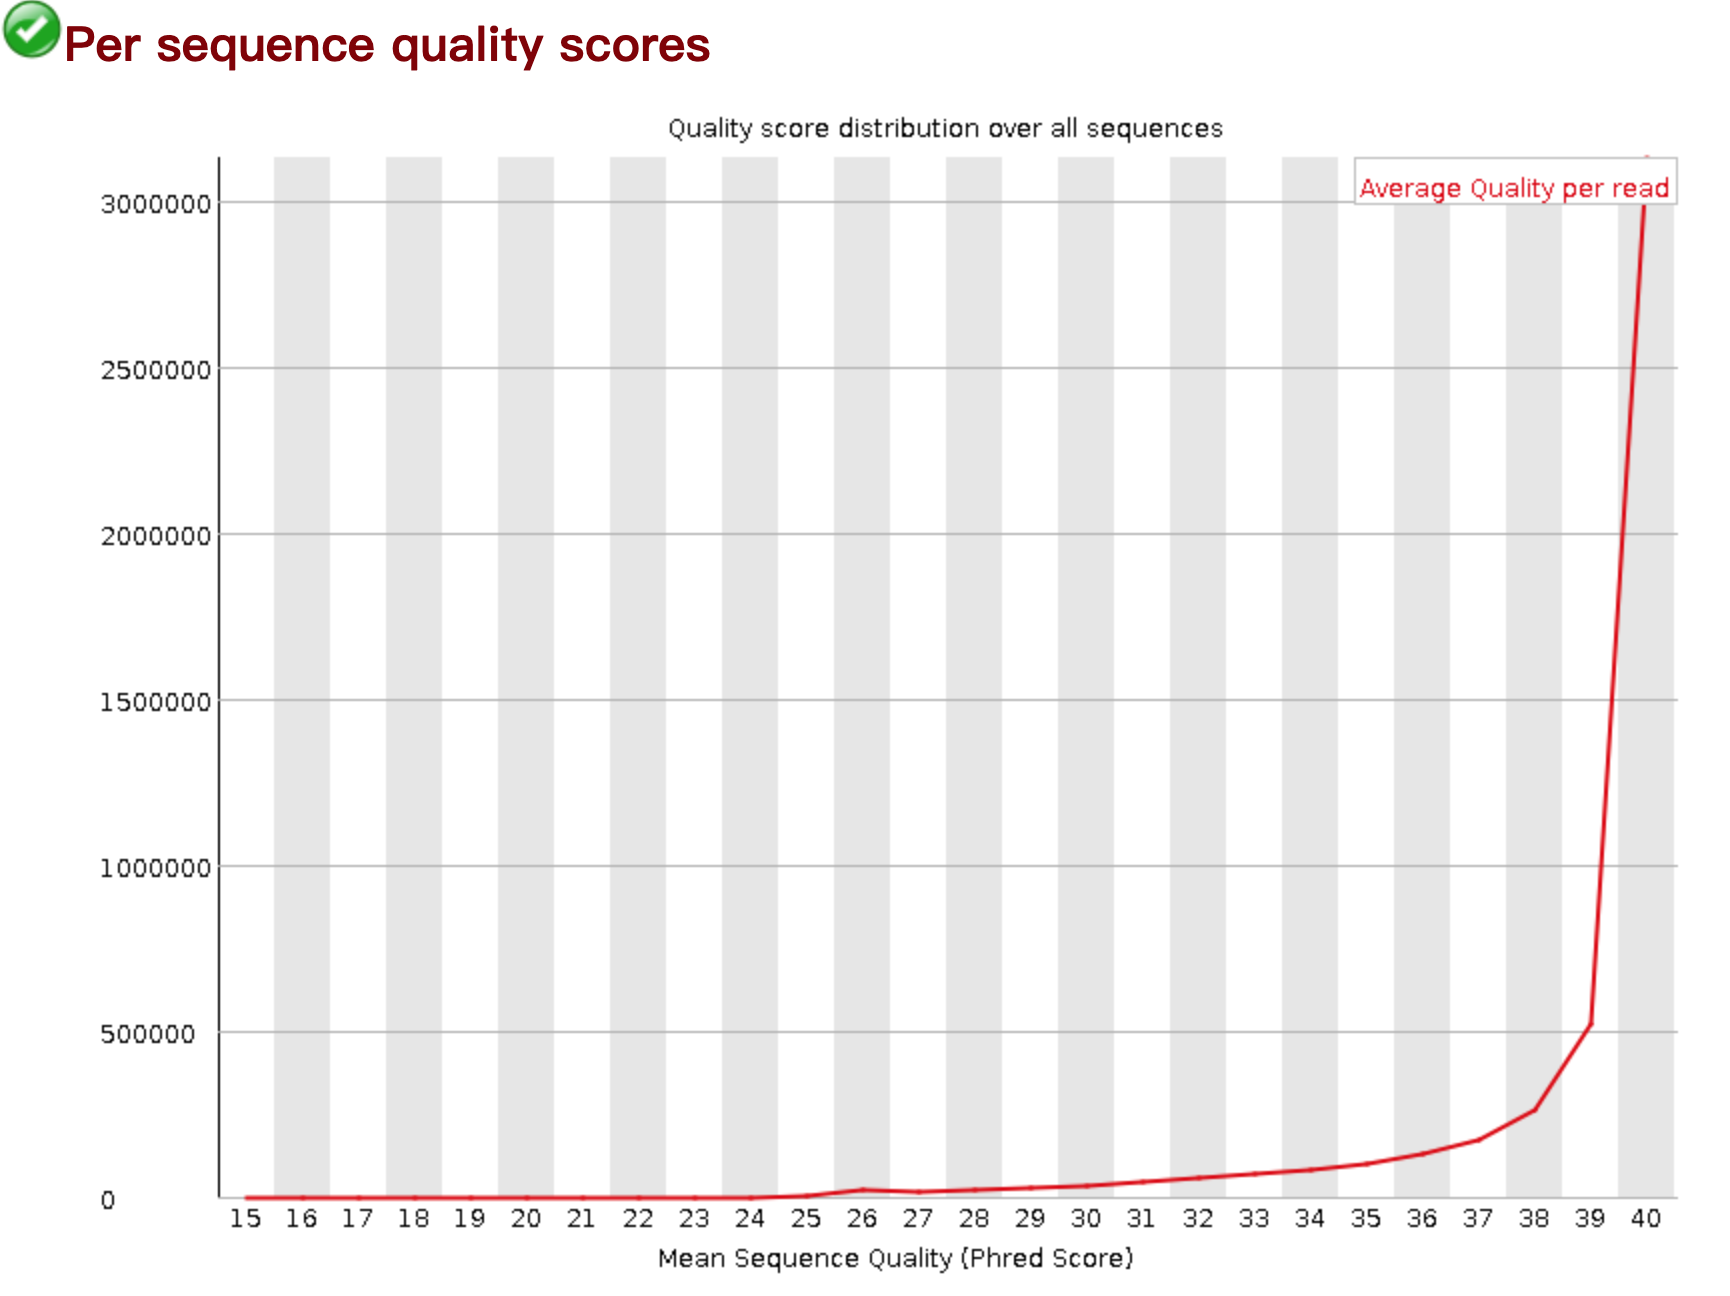 Per sequence quality scores
Quality score distribution over all sequences
Average Quality per read
3000000
2500000
2000000
1500000
1000000
500000
0
15 16 17 18 19 20 21 22 23 24 25 26 27 28 29 30 31 32 33 34 35 36 37 38 39 40
Mean Sequence Quality (Phred Score)